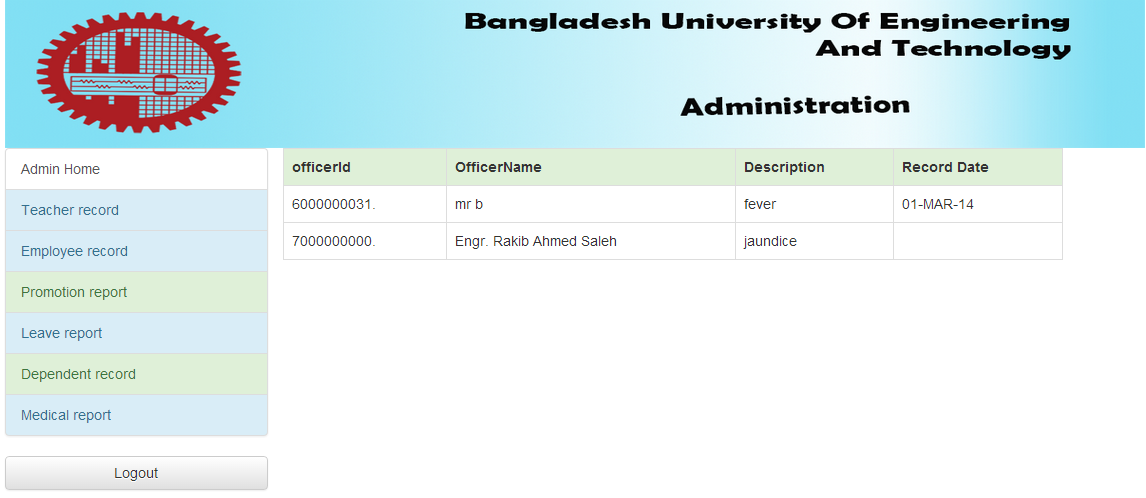 Bangladesh University Of Engineering
And Technology
Administration
Admin Home
Teacher record
Employee record
Promotion report
Leave report
Dependent record
Medical report
Logout
officerId OfficerName Description Record Date
6000000031. mr b fever 01-MAR-14
7000000000. Engr. Rakib Ahmed Saleh jaundice